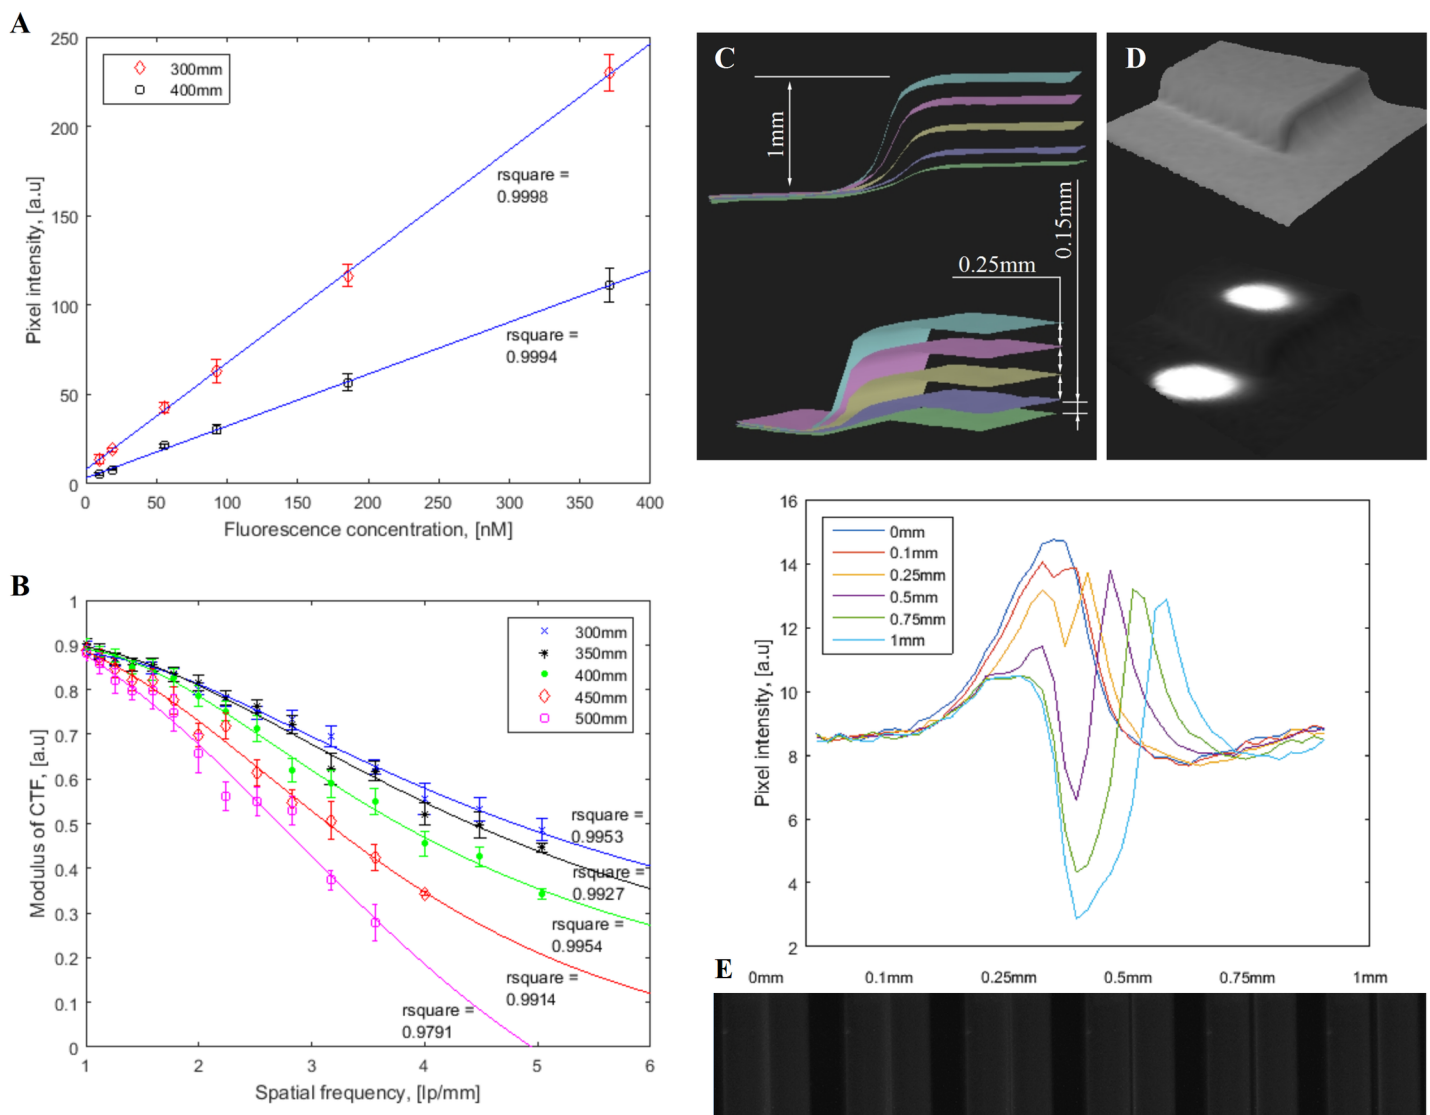 A
250
200
150
100
50
0
Pixel intensity, [a.u]
300mm
400mm
rsquare =
0.9998
rsquare =
0.9994
0
50
100
150
200
250
300
350
400
Fluorescence concentration, [nM]
B
1
0.9
0.8
0.7
0.6
0.5
0.4
0.3
0.2
0.1
0
Modulus of CTF, [a.u]
300mm
350mm
400mm
450mm
500mm
rsquare =
0.9953
rsquare =
0.9927
rsquare =
0.9954
rsquare =
0.9914
rsquare =
0.9791
1
2
3
4
5
6
Spatial frequency, [lp/mm]
C
1mm
0.15mm
0.25mm
D
16
14
12
10
8
6
4
2
Pixel intensity, [a.u]
0mm
0.1mm
0.25mm
0.5mm
0.75mm
1mm
E
0mm
0.1mm
0.25mm
0.5mm
0.75mm
1mm